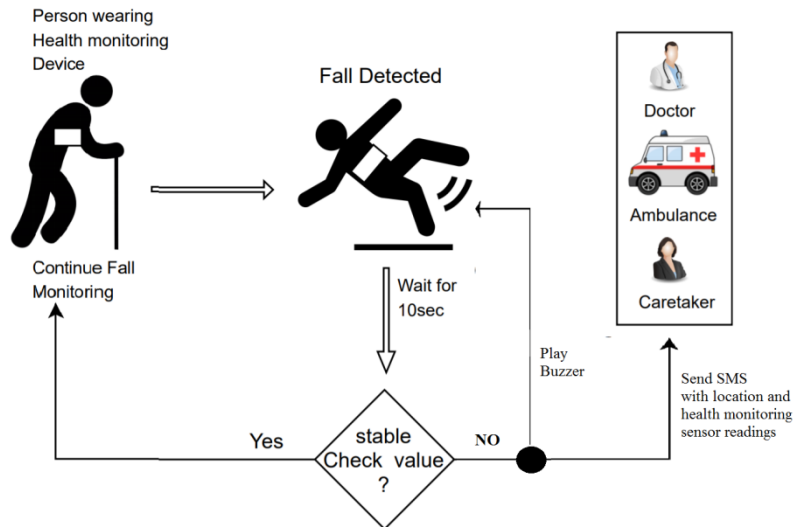 Person wearing
Health monitoring
Device
Fall Detected
Doctor
Ambulance
Caretaker
Continue Fall
Monitoring
Wait for
10sec
Play
Buzzer
Send SMS
with location and
health monitoring
sensor readings
Yes
stable
Check value
?
NO